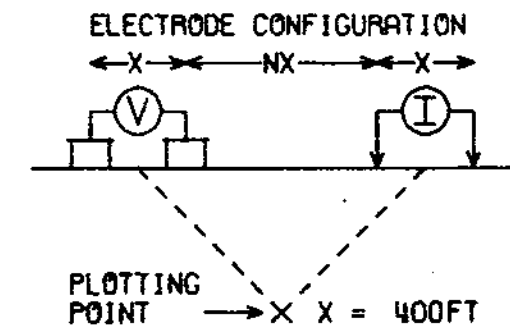 ELECTRODE CONFIGURATION
X NX X
V I
PLOTTING
POINT X X = 400FT